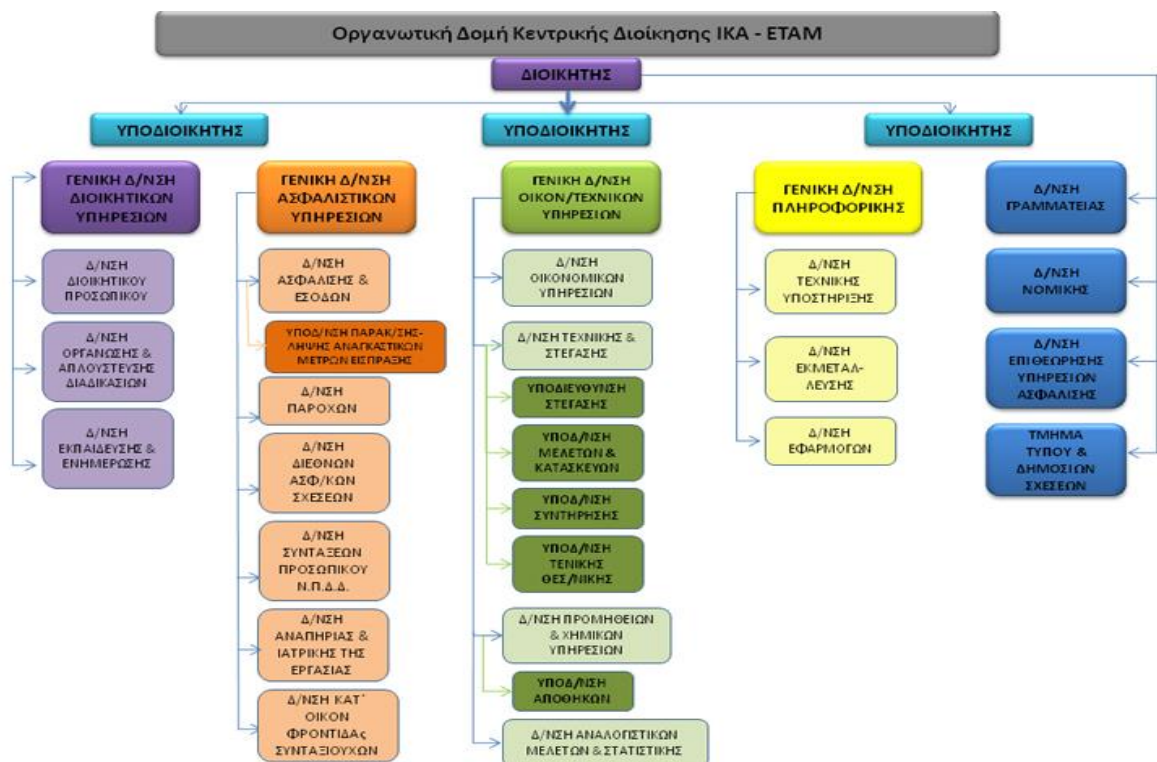 Οργανωτική Δομή Κεντρικής Διοίκησης ΙΚΑ - ΕΤΑΜ
ΔΙΟΙΚΗΤΗΣ
ΥΠΟΔΙΟΙΚΗΤΗΣ
ΥΠΟΔΙΟΙΚΗΤΗΣ
ΥΠΟΔΙΟΙΚΗΤΗΣ
ΓΕΝΙΚΗ Δ/ΝΣΗ
ΔΙΟΙΚΗΤΙΚΩΝ
ΥΠΗΡΕΣΙΩΝ
Δ/ΝΣΗ
ΔΙΟΙΚΗΤΙΚΟΥ
ΠΡΟΣΩΠΙΚΟΥ
Δ/ΝΣΗ
ΟΡΓΑΝΩΣΗΣ &
ΑΠΛΟΥΣΤΕΥΣΗΣ
ΔΙΑΔΙΚΑΣΙΩΝ
Δ/ΝΣΗ
ΕΚΠΑΙΔΕΥΣΗΣ &
ΕΝΗΜΕΡΩΣΗΣ
ΓΕΝΙΚΗ Δ/ΝΣΗ
ΑΣΦΑΛΙΣΤΙΚΩΝ
ΥΠΗΡΕΣΙΩΝ
Δ/ΝΣΗ
ΑΣΦΑΛΙΣΗΣ &
ΕΣΟΔΩΝ
ΥΠΟΔ/ΝΣΗ ΠΑΡΑΚ/ΣΗΣ-
ΛΗΨΗΣ ΑΝΑΓΚΑΣΤΙΚΩΝ
ΜΕΤΡΩΝ ΕΙΣΠΡΑΞΗΣ
Δ/ΝΣΗ
ΠΑΡΟΧΩΝ
Δ/ΝΣΗ
ΔΙΕΘΝΩΝ
ΑΣΦ/ΚΩΝ
ΣΧΕΣΕΩΝ
Δ/ΝΣΗ
ΣΥΝΤΑΞΕΩΝ
ΠΡΟΣΩΠΙΚΟΥ
Ν.Π.Δ.Δ.
Δ/ΝΣΗ
ΑΝΑΠΗΡΙΑΣ &
ΙΑΤΡΙΚΗΣ ΤΗΣ
ΕΡΓΑΣΙΑΣ
Δ/ΝΣΗ ΚΑΤ΄
ΟΙΚΟΝ
ΦΡΟΝΤΙΔΑς
ΣΥΝΤΑΞΙΟΥΧΩΝ
ΓΕΝΙΚΗ Δ/ΝΣΗ
ΟΙΚΟΝ/ΤΕΧΝΙΚΩΝ
ΥΠΗΡΕΣΙΩΝ
Δ/ΝΣΗ
ΟΙΚΟΝΟΜΙΚΩΝ
ΥΠΗΡΕΣΙΩΝ
Δ/ΝΣΗ ΤΕΧΝΙΚΗΣ &
ΣΤΕΓΑΣΗΣ
ΥΠΟΔΙΕΥΘΥΝΣΗ
ΣΤΕΓΑΣΗΣ
ΥΠΟΔ/ΝΣΗ
ΜΕΛΕΤΩΝ &
ΚΑΤΑΣΚΕΥΩΝ
ΥΠΟΔ/ΝΣΗ
ΣΥΝΤΗΡΗΣΗΣ
ΥΠΟΔ/ΝΣΗ
ΤΕΝΙΚΗΣ
ΘΕΣ/ΝΙΚΗΣ
Δ/ΝΣΗ ΠΡΟΜΗΘΕΙΩΝ
& ΧΗΜΙΚΩΝ
ΥΠΗΡΕΣΙΩΝ
ΥΠΟΔ/ΝΣΗ
ΑΠΟΘΗΚΩΝ
Δ/ΝΣΗ ΑΝΑΛΟΓΙΣΤΙΚΩΝ
ΜΕΛΕΤΩΝ & ΣΤΑΤΙΣΤΙΚΗΣ
ΓΕΝΙΚΗ Δ/ΝΣΗ
ΠΛΗΡΟΦΟΡΙΚΗΣ
Δ/ΝΣΗ
ΤΕΧΝΙΚΗΣ
ΥΠΟΣΤΗΡΙΞΗΣ
Δ/ΝΣΗ
ΕΚΜΕΤΑΛ-
ΛΕΥΣΗΣ
Δ/ΝΣΗ
ΕΦΑΡΜΟΓΩΝ
Δ/ΝΣΗ
ΓΡΑΜΜΑΤΕΙΑΣ
Δ/ΝΣΗ
ΝΟΜΙΚΗΣ
Δ/ΝΣΗ
ΕΠΙΘΕΩΡΗΣΗΣ
ΥΠΗΡΕΣΙΩΝ
ΑΣΦΑΛΙΣΗΣ
ΤΜΗΜΑ
ΤΥΠΟΥ &
ΔΗΜΟΣΙΩΝ
ΣΧΕΣΕΩΝ